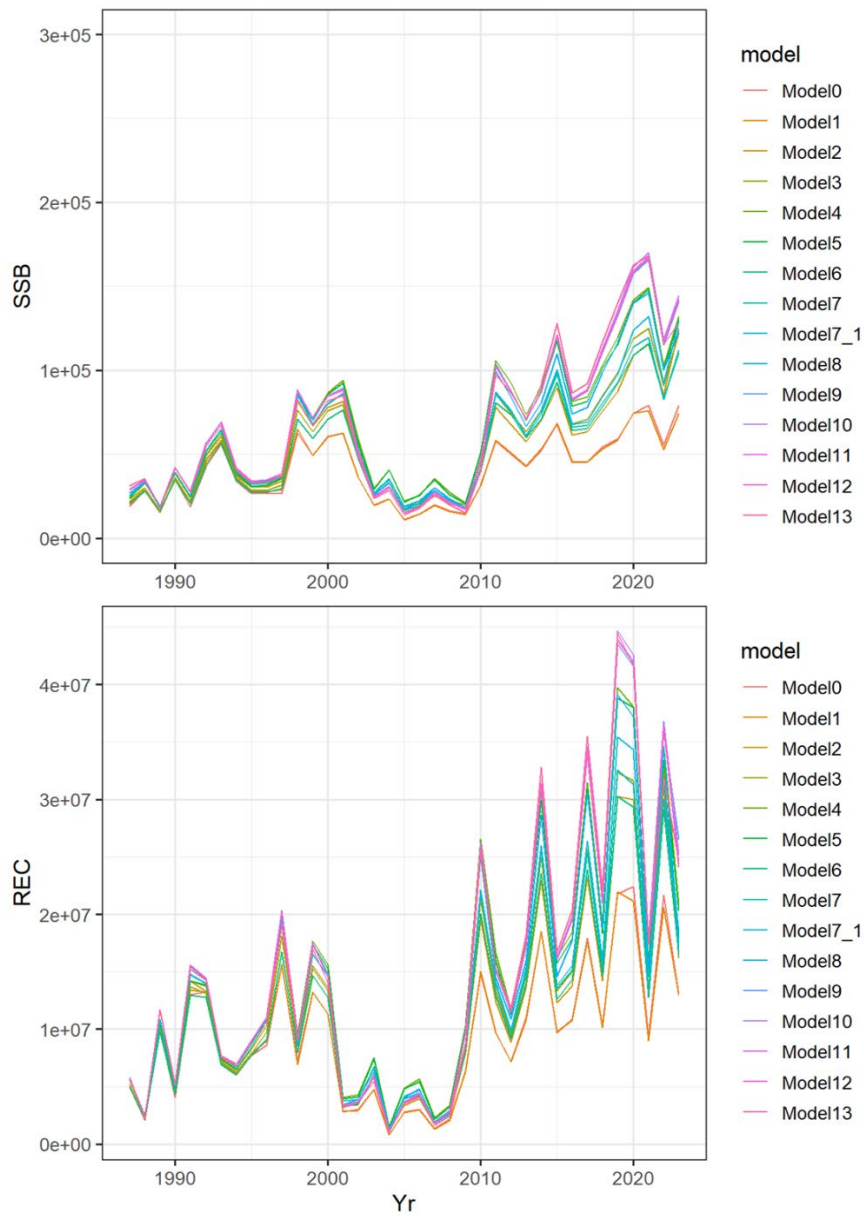 3e+05
2e+05
1e+05
0e+00
SSB
1990
2000
2010
2020
model
Model0
Model1
Model2
Model3
Model4
Model5
Model6
Model7
Model7_1
Model8
Model9
Model10
Model11
Model12
Model13
4e+07
3e+07
2e+07
1e+07
0e+00
REC
1990
2000
2010
2020
Yr
model
Model0
Model1
Model2
Model3
Model4
Model5
Model6
Model7
Model7_1
Model8
Model9
Model10
Model11
Model12
Model13